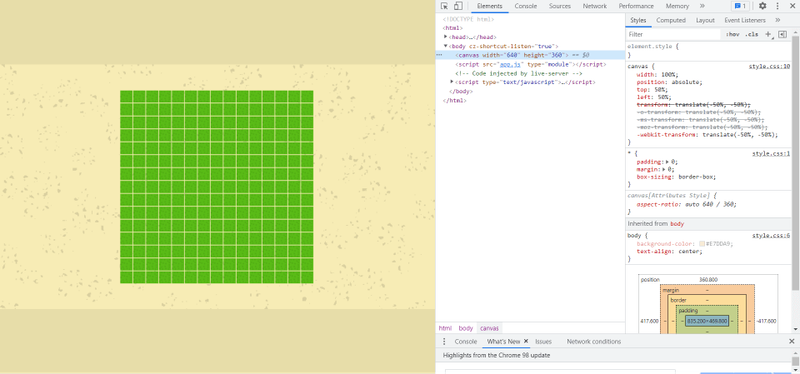 Elements Console Sources Network Performance Memory » 1
<!DOCTYPE html>
<html>
<head>…</head>
<body cz-shortcut-listen="true">
<canvas width="640" height="360"> == $0
<script src="app.js" type="module"></script>
<!-- Code injected by live-server -->
<script type="text/javascript">…</script>
</body>
</html>
html body canvas
Styles Computed Layout Event Listeners »
Filter :hov .cls +
element.style {
}
canvas { style.css:10
width: 100%;
position: absolute;
top: 50%;
left: 50%;
transform: translate(-50%, -50%);
-o-transform: translate(-50%, -50%);
-ms-transform: translate(-50%, -50%);
-moz-transform: translate(-50%, -50%);
-webkit-transform: translate(-50%, -50%);
}
* { style.css:1
padding: 0;
margin: 0;
box-sizing: border-box;
}
canvas[Attributes Style] {
aspect-ratio: auto 640 / 360;
}
Inherited from body
body { style.css:6
background-color: #E7DDA9;
text-align: center;
}
position 360.800
margin –
border –
padding –
417.600 – – – – – – -417.600
Console What's New Issues Network conditions
Highlights from the Chrome 98 update